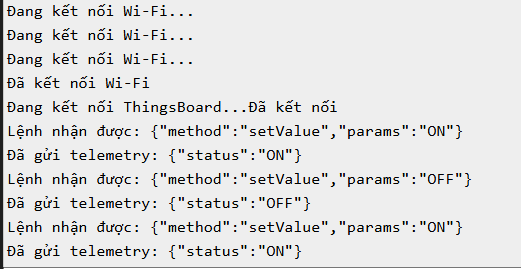 Đang kết nối Wi-Fi...
Đang kết nối Wi-Fi...
Đang kết nối Wi-Fi...
Đã kết nối Wi-Fi
Đang kết nối ThingsBoard...Đã kết nối
Lệnh nhận được: {"method":"setValue","params":"ON"}
Đã gửi telemetry: {"status":"ON"}
Lệnh nhận được: {"method":"setValue","params":"OFF"}
Đã gửi telemetry: {"status":"OFF"}
Lệnh nhận được: {"method":"setValue","params":"ON"}
Đã gửi telemetry: {"status":"ON"}